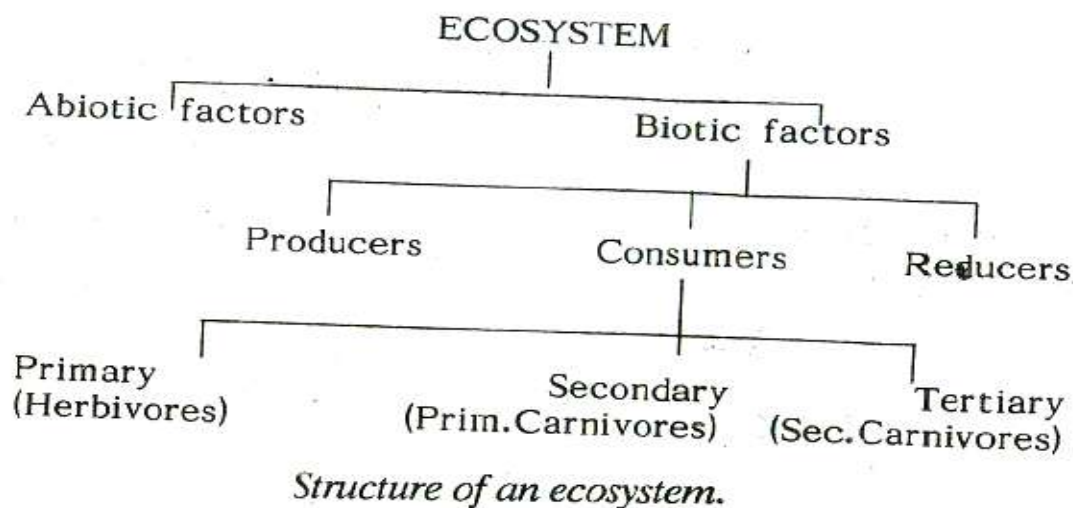 ECOSYSTEM
Abiotic factors
Biotic factors
Producers
Consumers
Reducers
Primary
(Herbivores)
Secondary
(Prim.Carnivores)
Tertiary
(Sec.Carnivores)
Structure of an ecosystem.